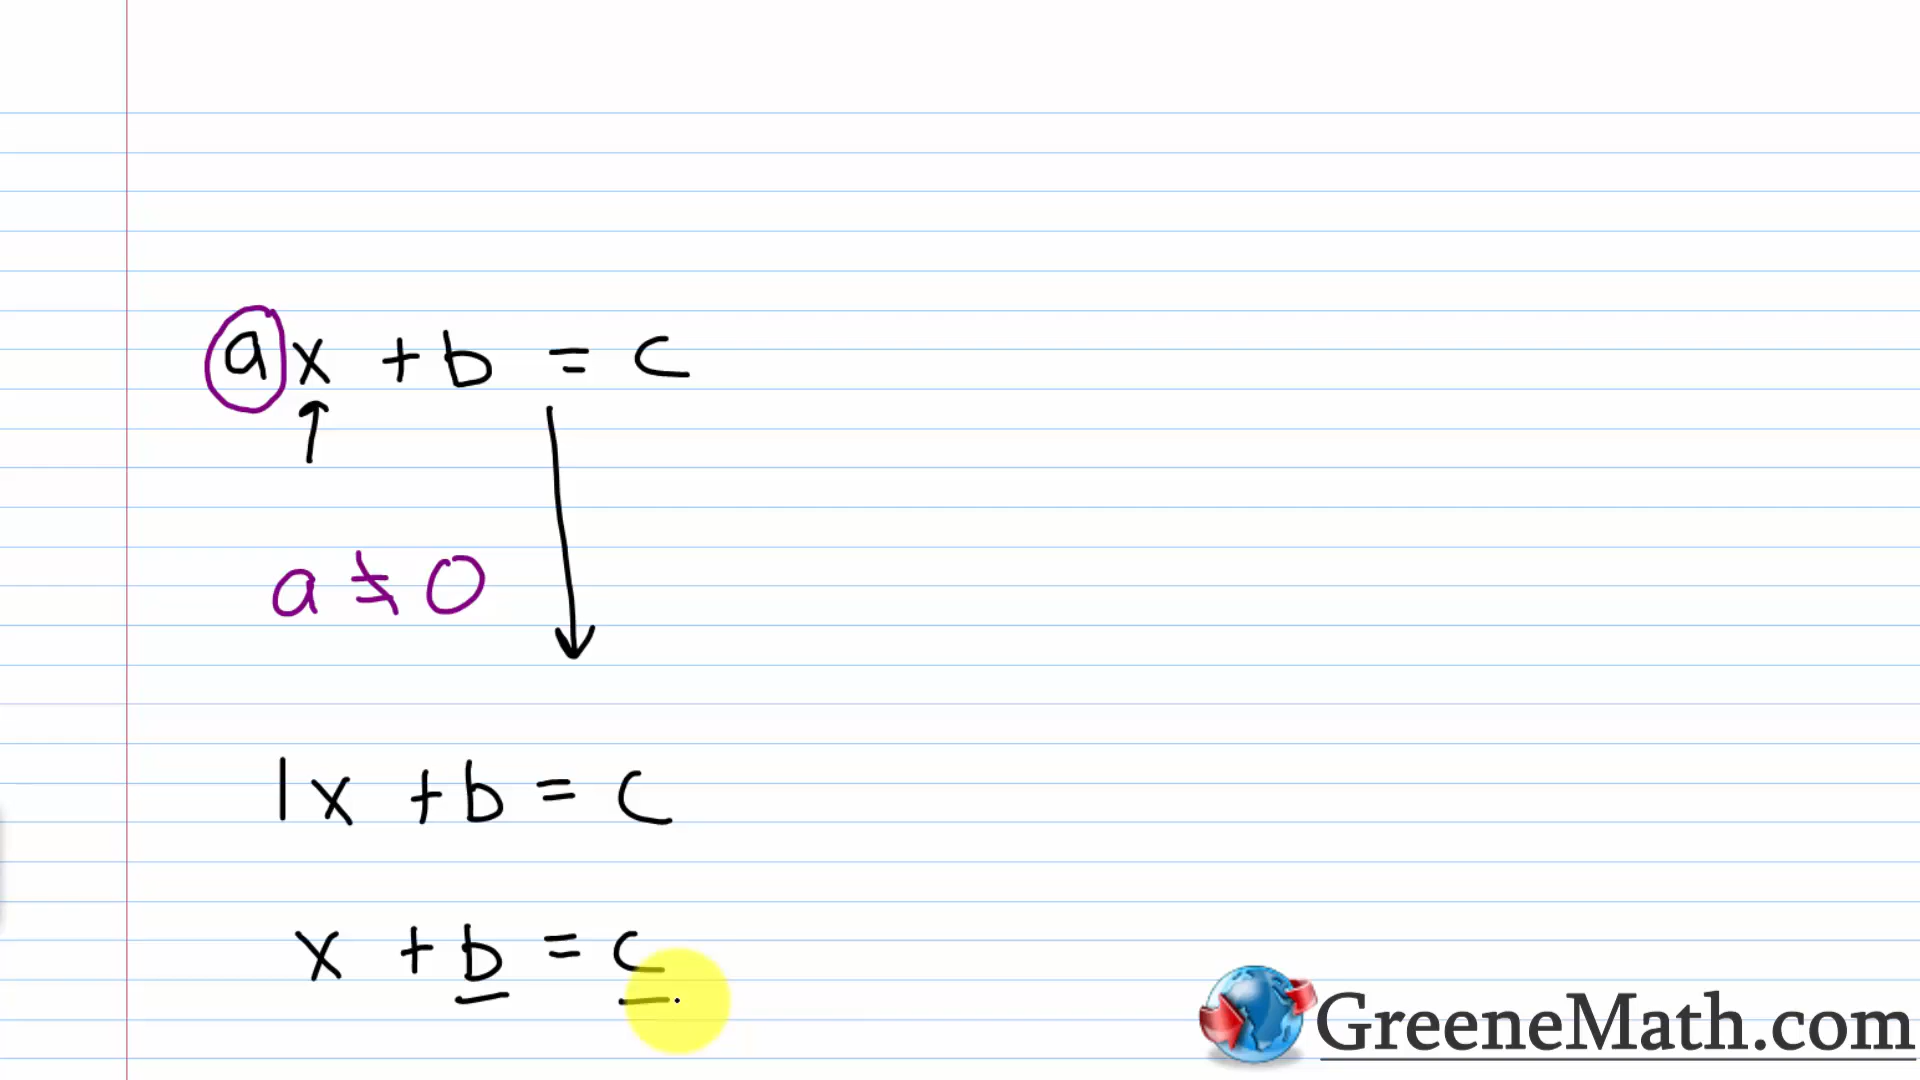 ax + b = c
a ≠ 0
1x + b = c
x + b = c
GreeneMath.com